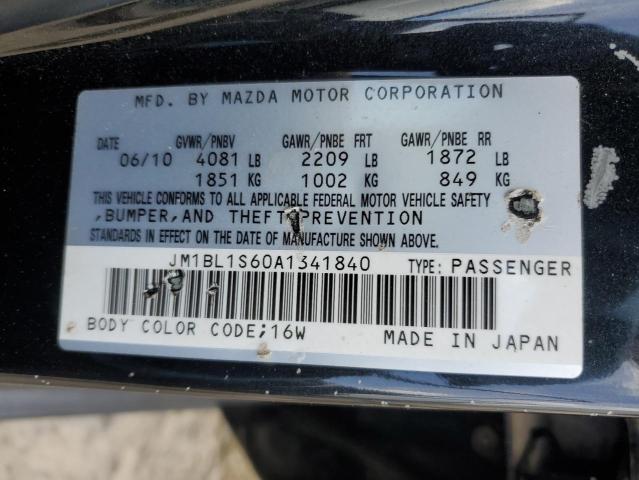 MFD. BY MAZDA MOTOR CORPORATION
DATE GVWR/PNBV GAWR/PNBE FRT GAWR/PNBE RR
06/10 4081 LB 2209 LB 1872 LB
1851 KG 1002 KG 849 KG
THIS VEHICLE CONFORMS TO ALL APPLICABLE FEDERAL MOTOR VEHICLE SAFETY
,BUMPER,AND THEFT PREVENTION
STANDARDS IN EFFECT ON THE DATE OF MANUFACTURE SHOWN ABOVE.
JM1BL1S60A1341840 TYPE: PASSENGER
BODY COLOR CODE;16W MADE IN JAPAN